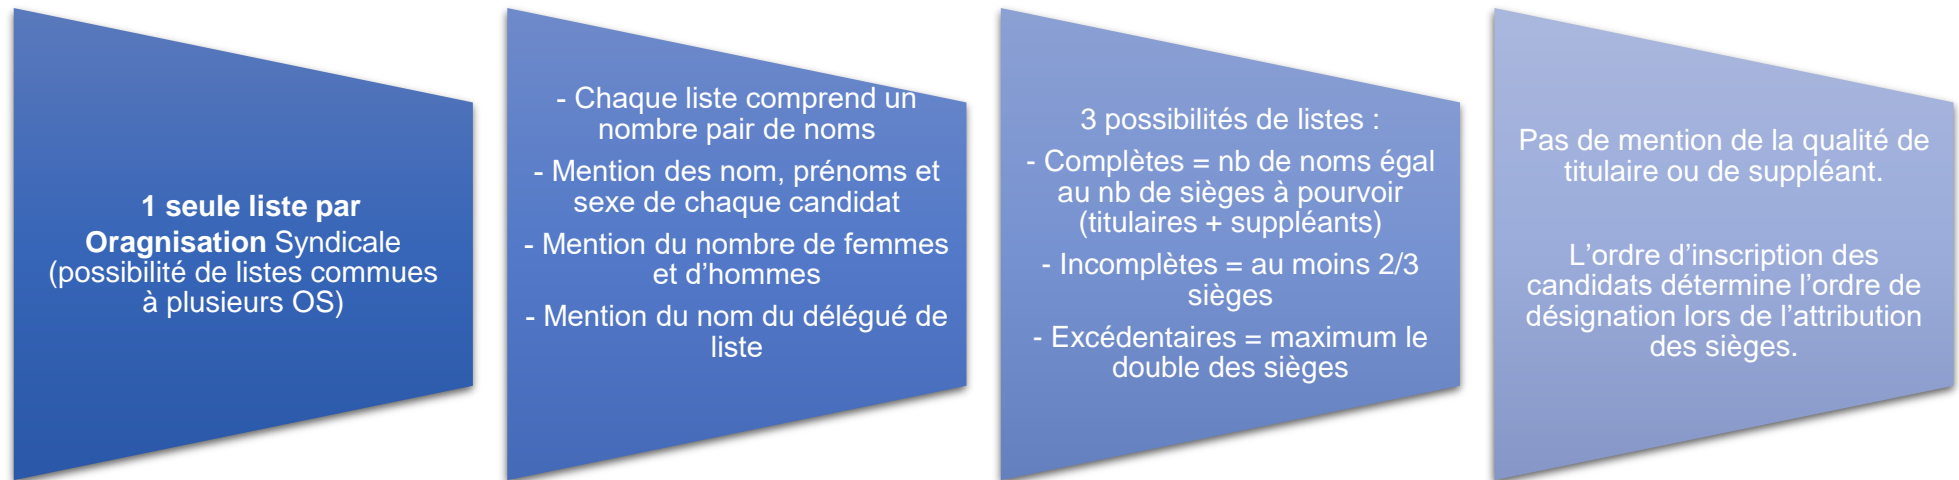 1 seule liste par
Oragnisation Syndicale
(possibilité de listes commues
à plusieurs OS)
- Chaque liste comprend un
nombre pair de noms
- Mention des nom, prénoms et
sexe de chaque candidat
- Mention du nombre de femmes
et d’hommes
- Mention du nom du délégué de
liste
3 possibilités de listes :
- Complètes = nb de noms égal
au nb de sièges à pourvoir
(titulaires + suppléants)
- Incomplètes = au moins 2/3
sièges
- Excédentaires = maximum le
double des sièges
Pas de mention de la qualité de
titulaire ou de suppléant.
L’ordre d’inscription des
candidats détermine l’ordre de
désignation lors de l’attribution
des sièges.